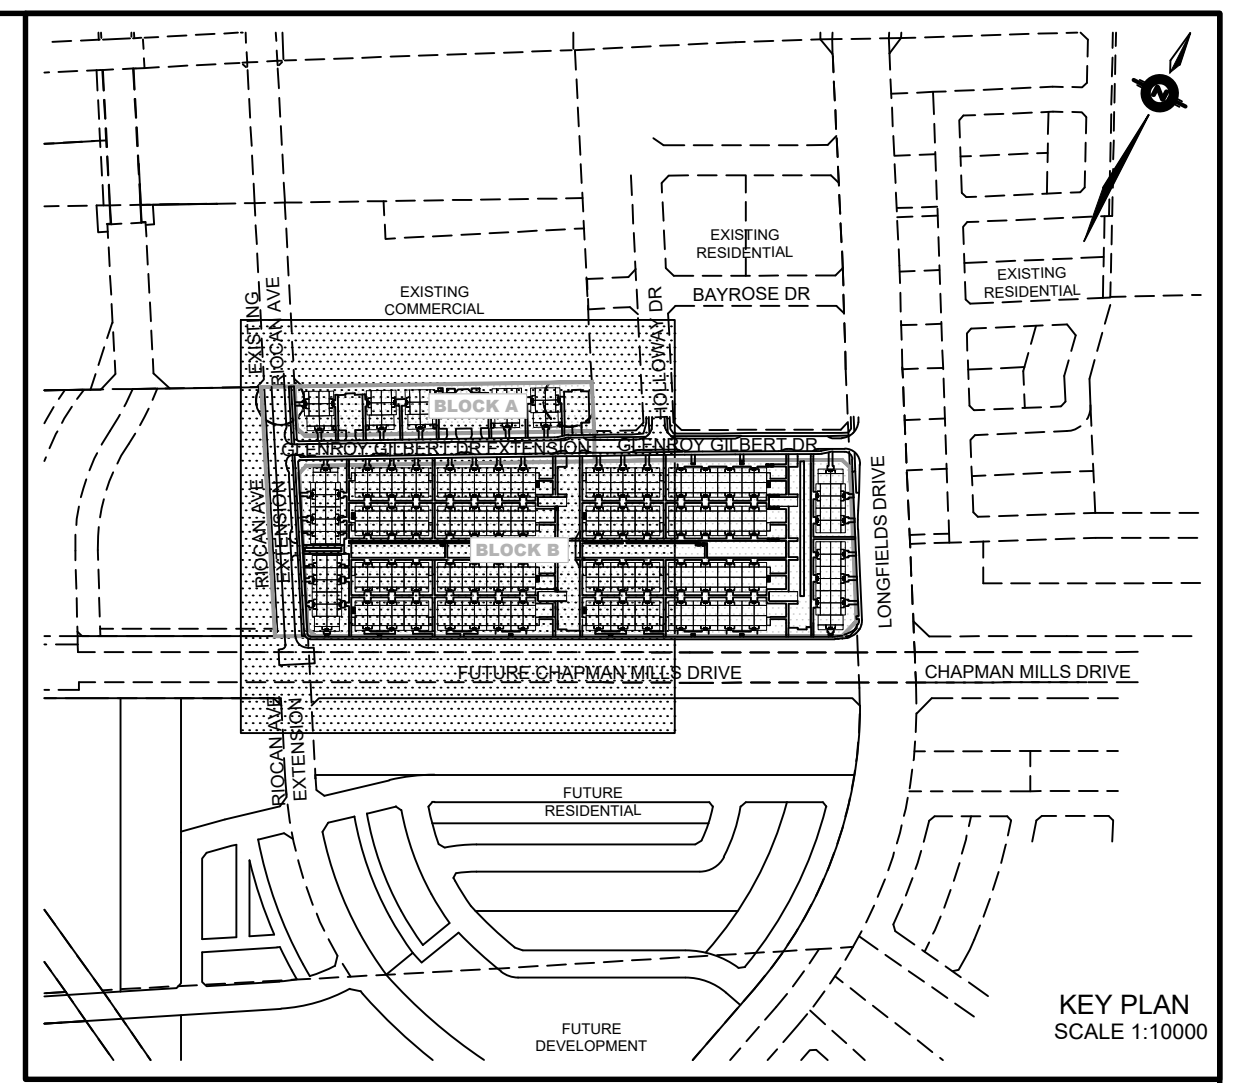 N
EXISTING
RESIDENTIAL
EXISTING
RESIDENTIAL
EXISTING
COMMERCIAL
BAYROSE DR
HOLLOWAY DR
EXISTING
RIOCAN AVE
BLOCK A
GLENROY GILBERT DR EXTENSION
GLENROY GILBERT DR
RIOCAN AVE
EXTENSION
BLOCK B
LONGFIELDS DRIVE
FUTURE CHAPMAN MILLS DRIVE
CHAPMAN MILLS DRIVE
RIOCAN AVE
EXTENSION
FUTURE
RESIDENTIAL
FUTURE
DEVELOPMENT
KEY PLAN
SCALE 1:10000